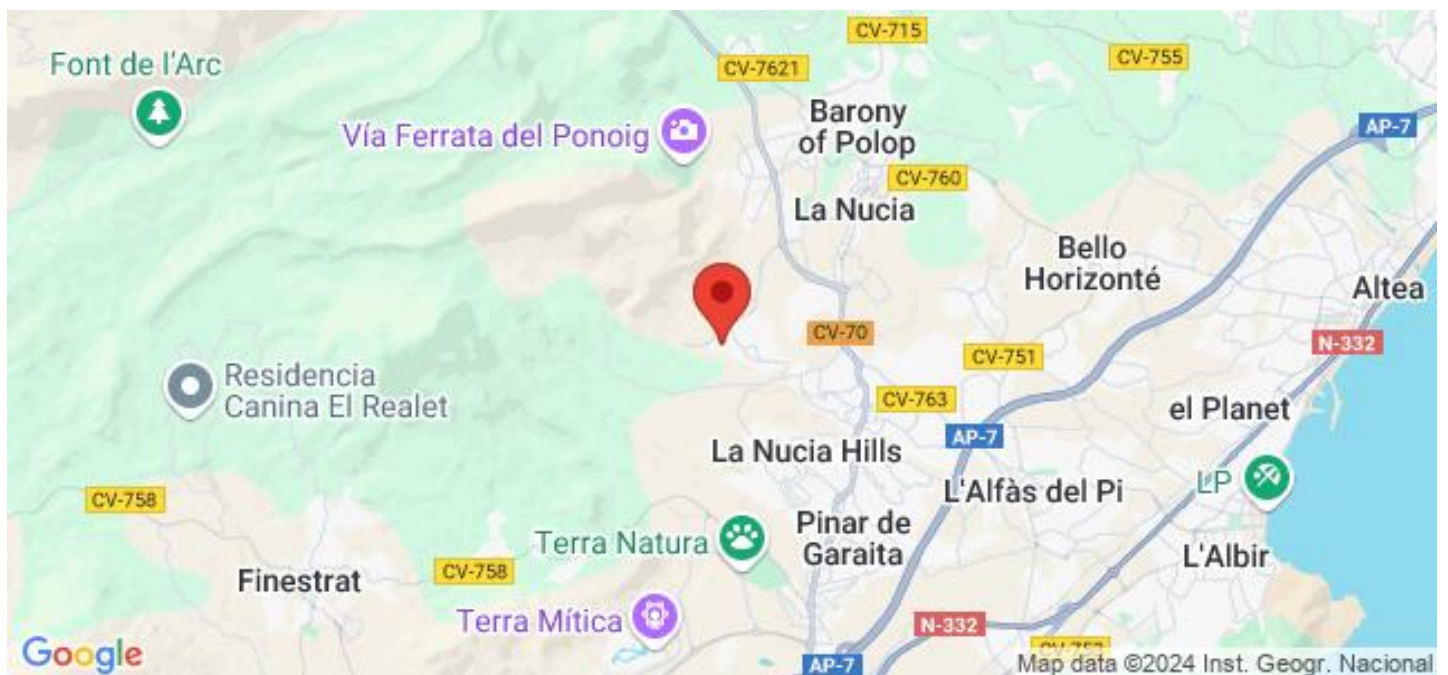 CV-715
Font de l'Arc
CV-7621
CV-755
Barony
of Polop
AP-7
Vía Ferrata del Ponoig
CV-760
La Nucia
Bello
Horizonté
Altea
CV-70
N-332
CV-751
Residencia
Canina El Realet
CV-763
el Planet
AP-7
La Nucia Hills
LP
L'Alfàs del Pi
CV-758
Pinar de
Garaita
Terra Natura
L'Albir
CV-758
Finestrat
Terra Mítica
N-332
AP-7
Google
Map data ©2024 Inst. Geogr. Nacional